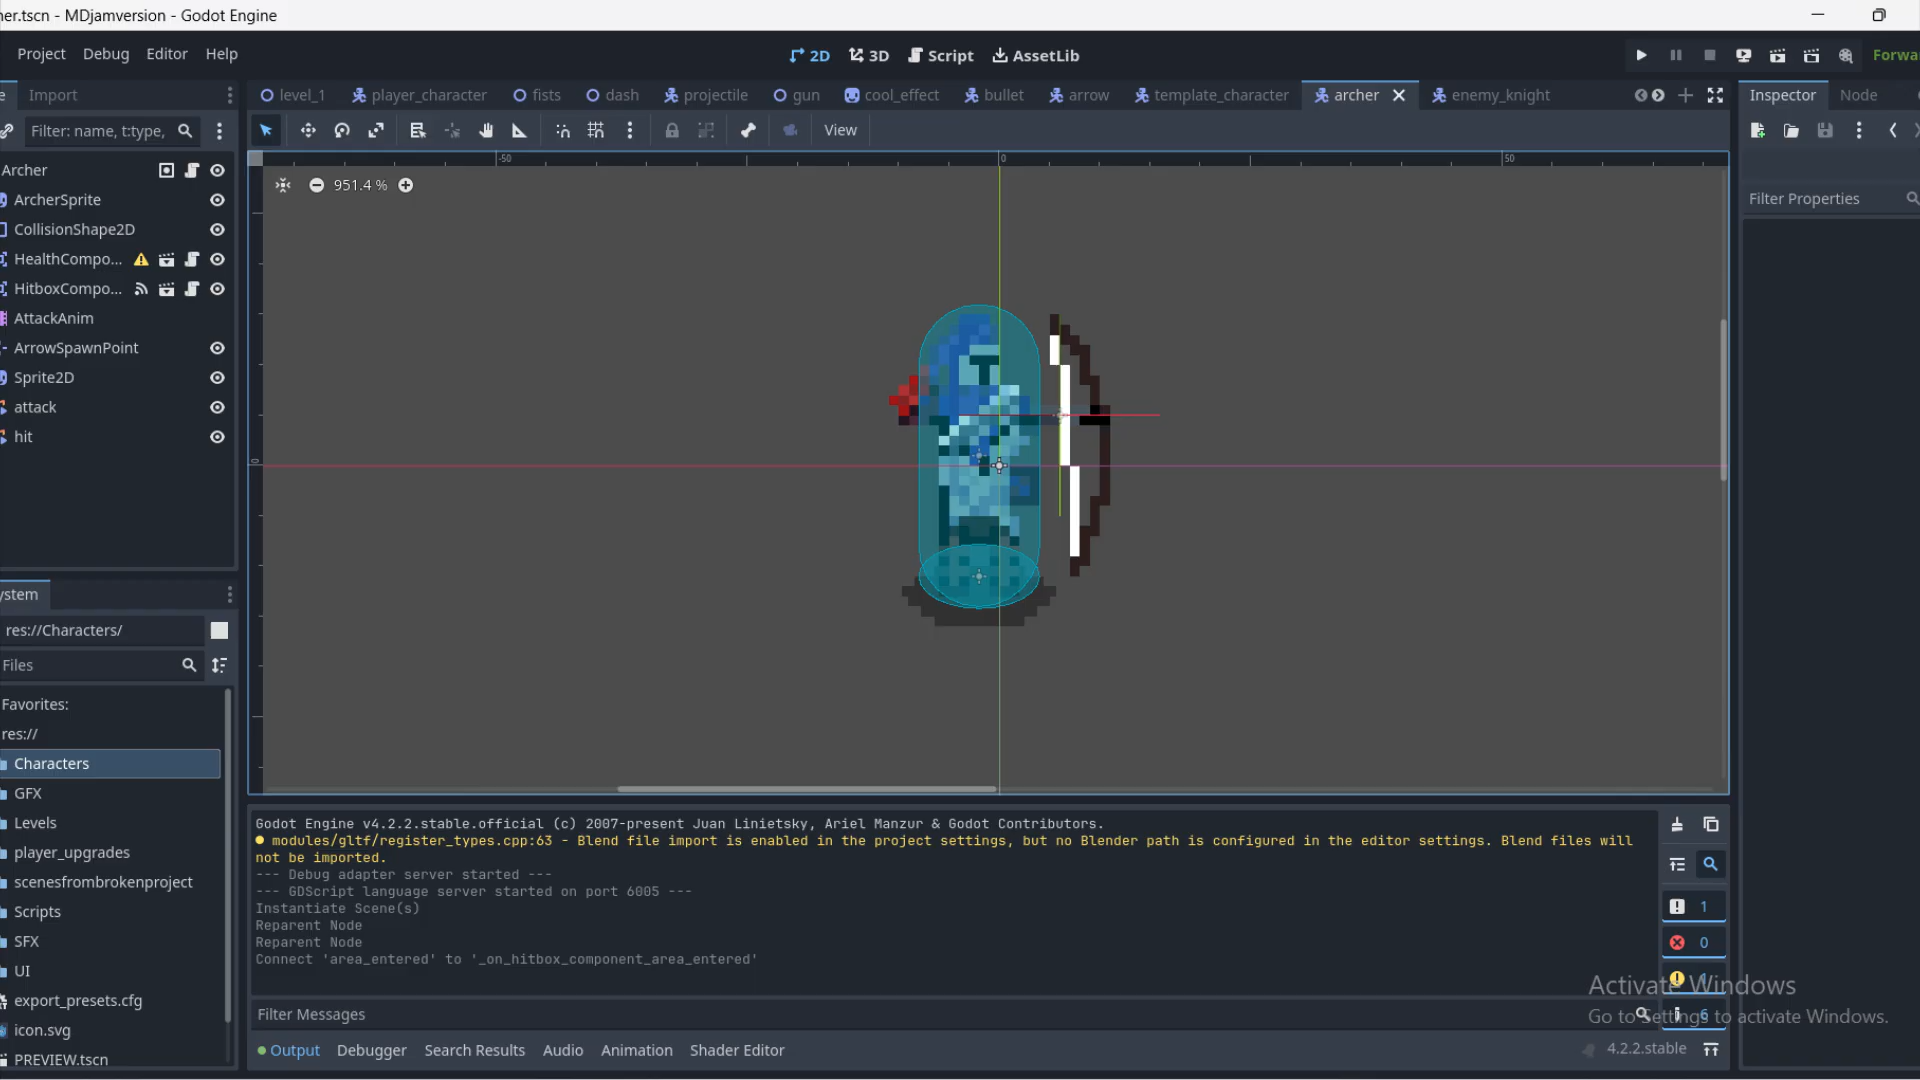 her.tscn - MDjamversion - Godot Engine
Project Debug Editor Help
2D 3D Script AssetLib
Forwa
Import
level_1 player_character fists dash projectile gun cool_effect bullet arrow template_character archer enemy_knight
Inspector Node
Filter: name, t:type,
View
-50 0 50
951.4 %
Filter Properties
Archer
ArcherSprite
CollisionShape2D
HealthCompo...
HitboxCompo...
AttackAnim
ArrowSpawnPoint
Sprite2D
attack
hit
0
ystem
res://Characters/
Files
Favorites:
res://
Characters
GFX
Levels
player_upgrades
scenesfrombrokenproject
Scripts
SFX
UI
export_presets.cfg
icon.svg
PREVIEW.tscn
Godot Engine v4.2.2.stable.official (c) 2007-present Juan Linietsky, Ariel Manzur & Godot Contributors.
modules/gltf/register_types.cpp:63 - Blend file import is enabled in the project settings, but no Blender path is configured in the editor settings. Blend files will
not be imported.
--- Debug adapter server started ---
--- GDScript language server started on port 6005 ---
Instantiate Scene(s)
Reparent Node
Reparent Node
Connect 'area_entered' to '_on_hitbox_component_area_entered'
1
0
1
6
Filter Messages
Activate Windows
Go to Settings to activate Windows.
Output Debugger Search Results Audio Animation Shader Editor
4.2.2.stable